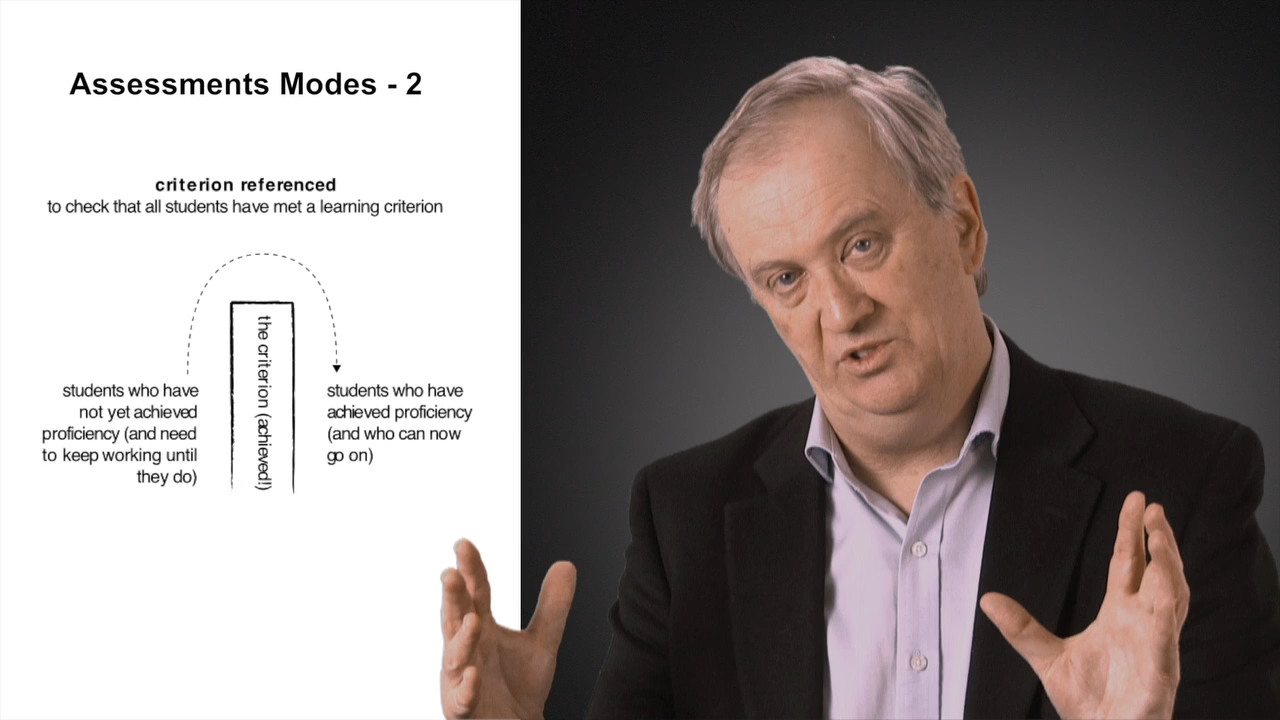 Assessments Modes - 2
criterion referenced
to check that all students have met a learning criterion
the criterion (achieved!)
students who have
not yet achieved
proficiency (and need
to keep working until
they do)
students who have
achieved proficiency
(and who can now
go on)